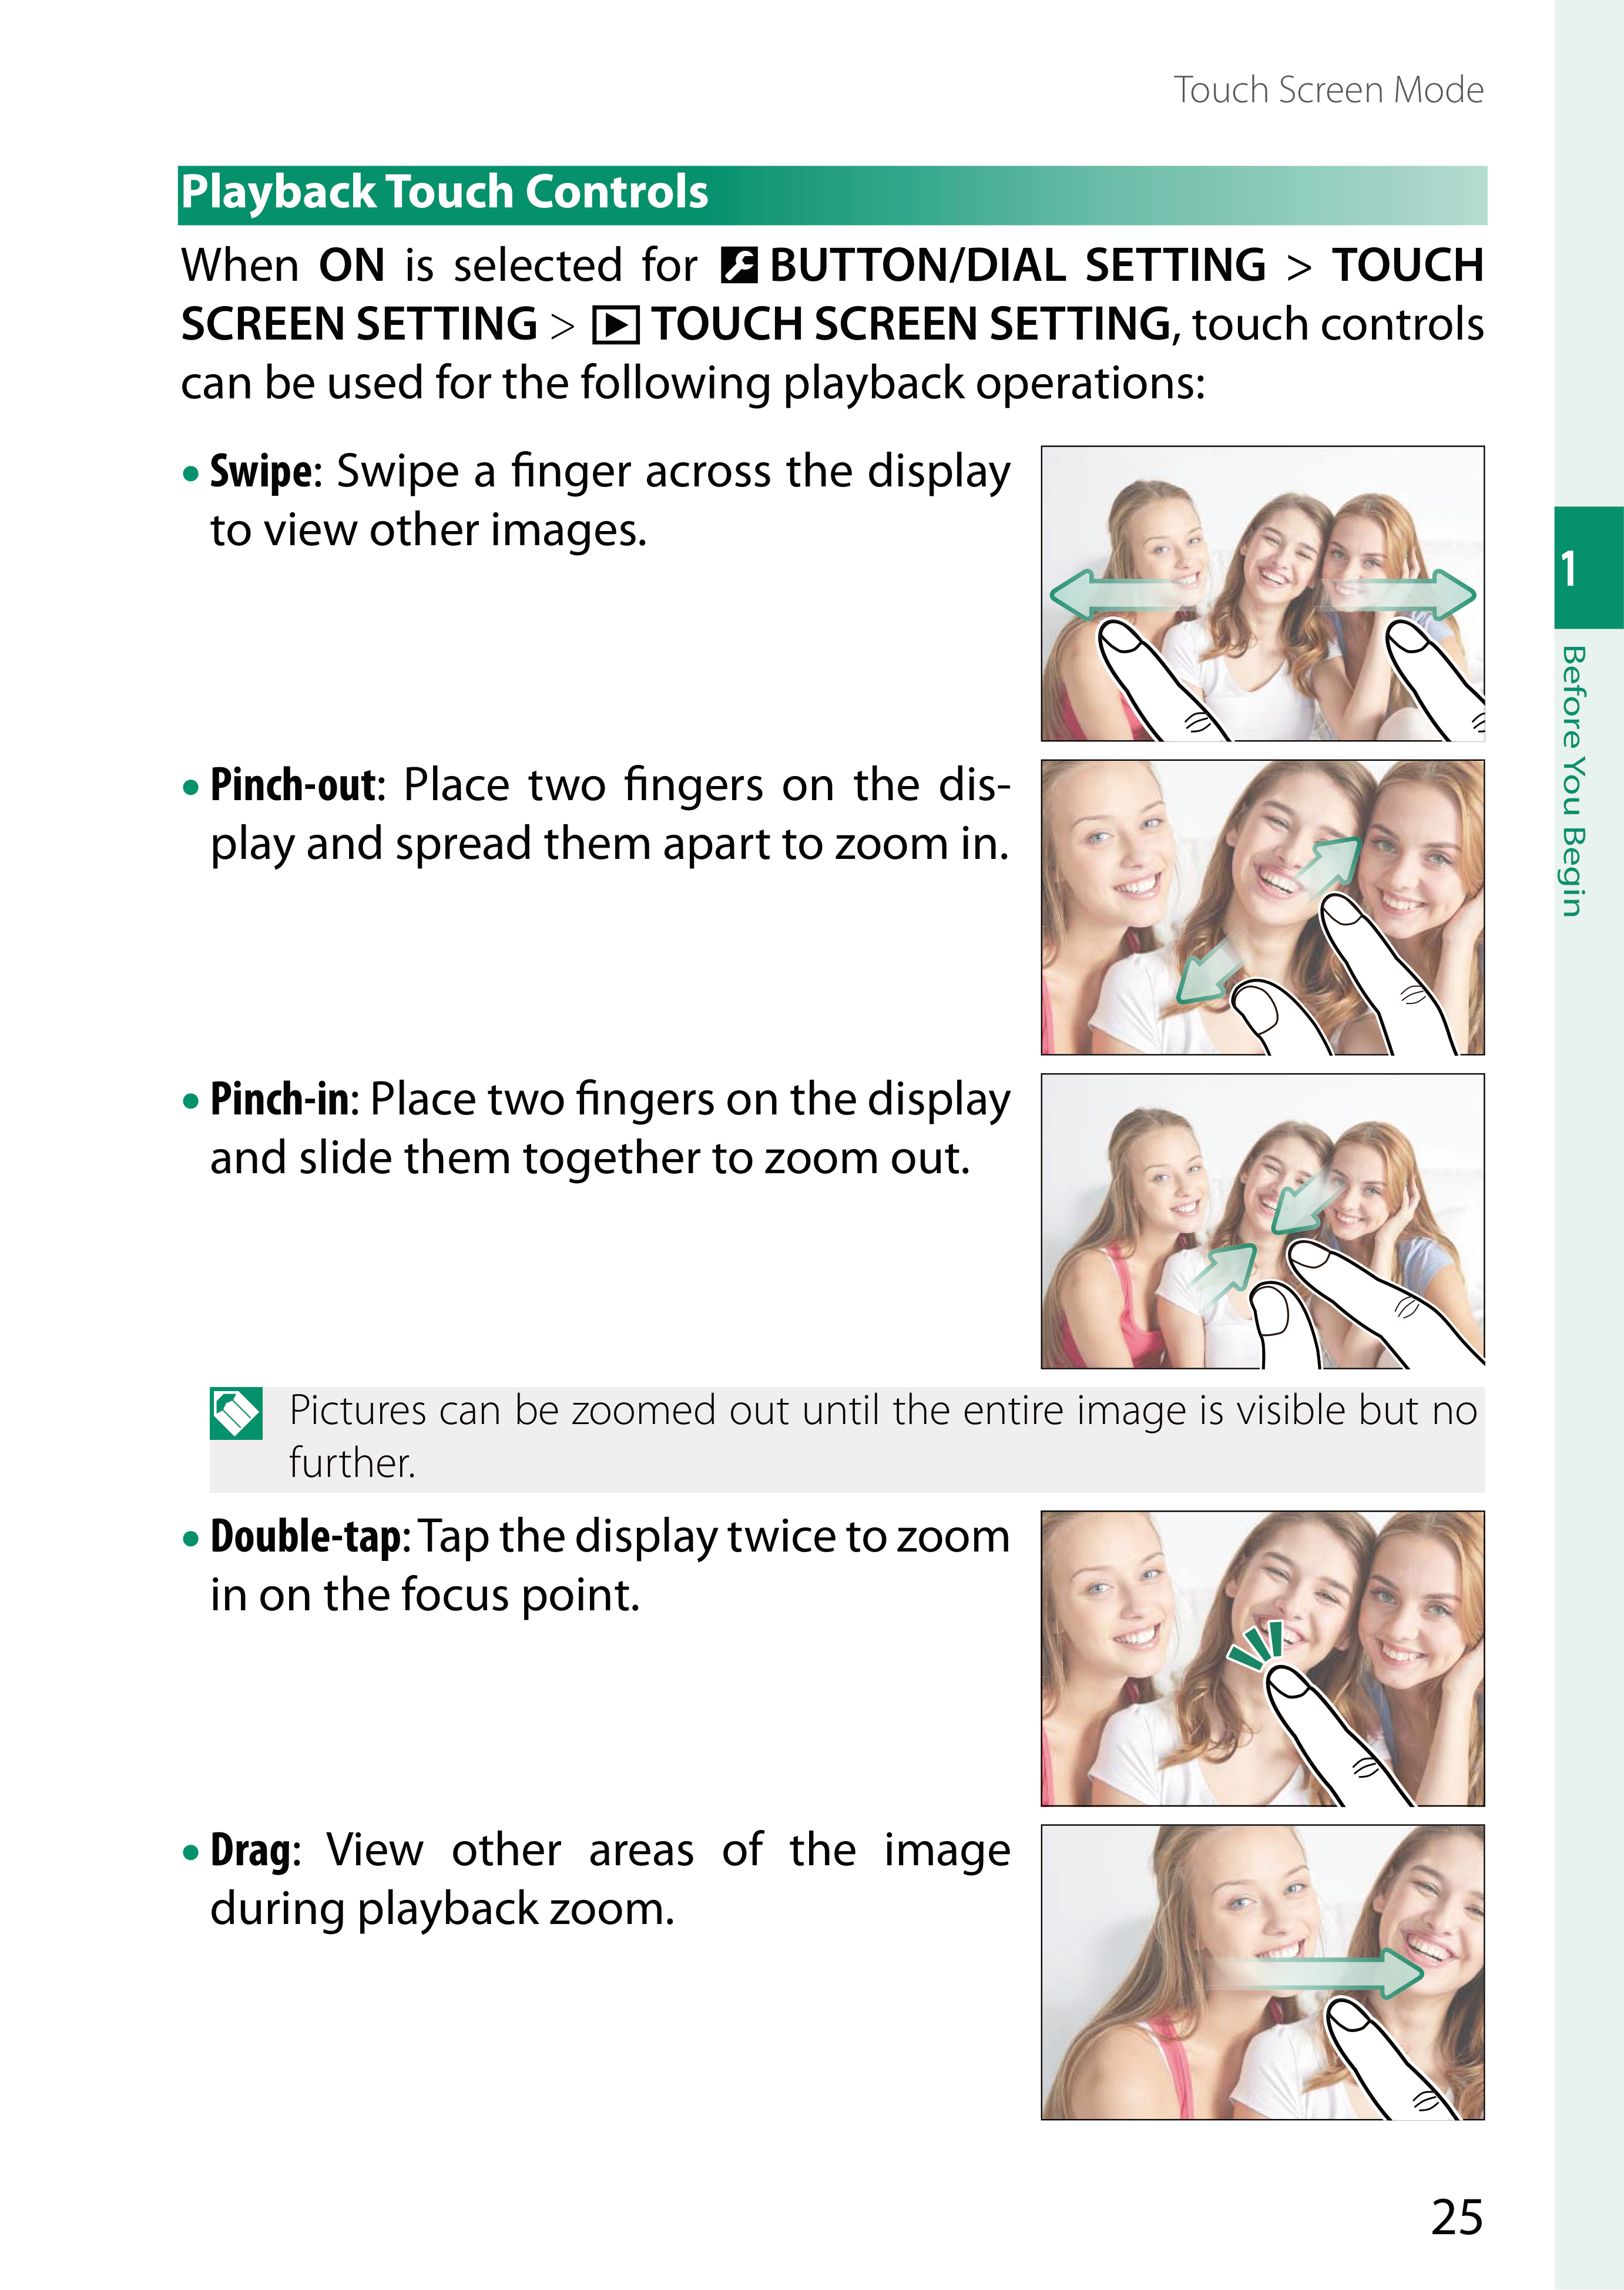 Touch Screen Mode
Playback Touch Controls
When ON is selected for BUTTON/DIAL SETTING > TOUCH
SCREEN SETTING > TOUCH SCREEN SETTING, touch controls
can be used for the following playback operations:
• Swipe: Swipe a finger across the display
to view other images.
• Pinch-out: Place two fingers on the dis-
play and spread them apart to zoom in.
• Pinch-in: Place two fingers on the display
and slide them together to zoom out.
Pictures can be zoomed out until the entire image is visible but no
further.
• Double-tap: Tap the display twice to zoom
in on the focus point.
• Drag: View other areas of the image
during playback zoom.
1
Before You Begin
25